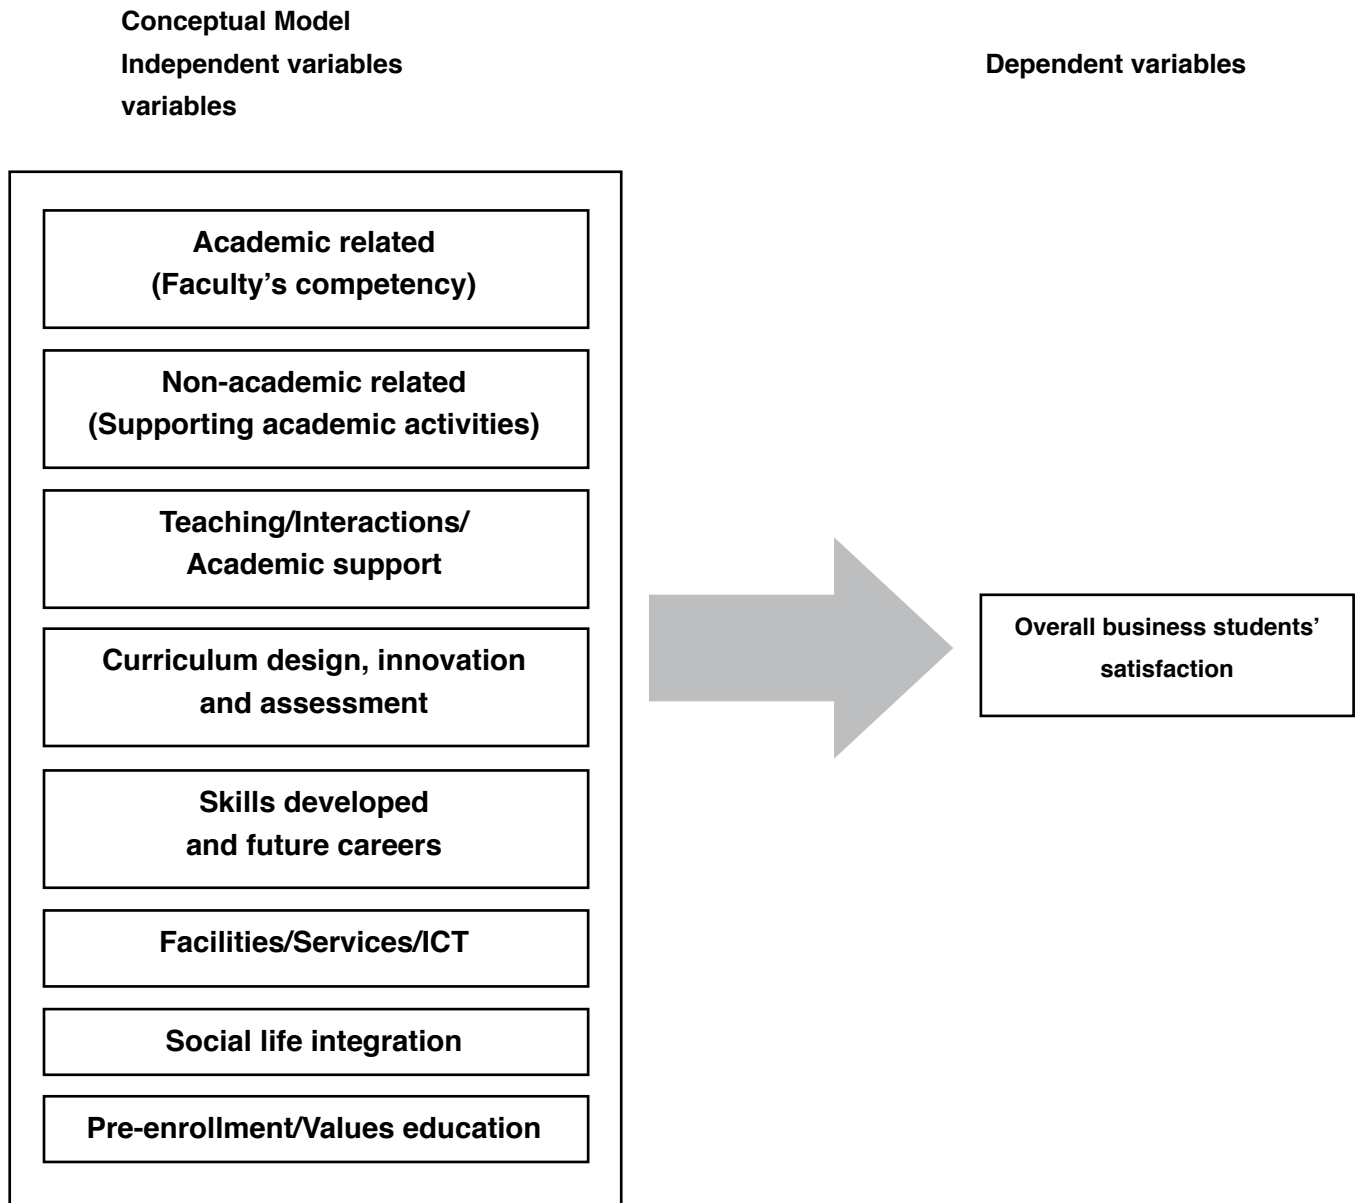 Conceptual Model
Independent variables
variables
Dependent variables
Academic related
(Faculty’s competency)
Non-academic related
(Supporting academic activities)
Teaching/Interactions/
Academic support
Curriculum design, innovation
and assessment
Skills developed
and future careers
Facilities/Services/ICT
Social life integration
Pre-enrollment/Values education
Overall business students’
satisfaction